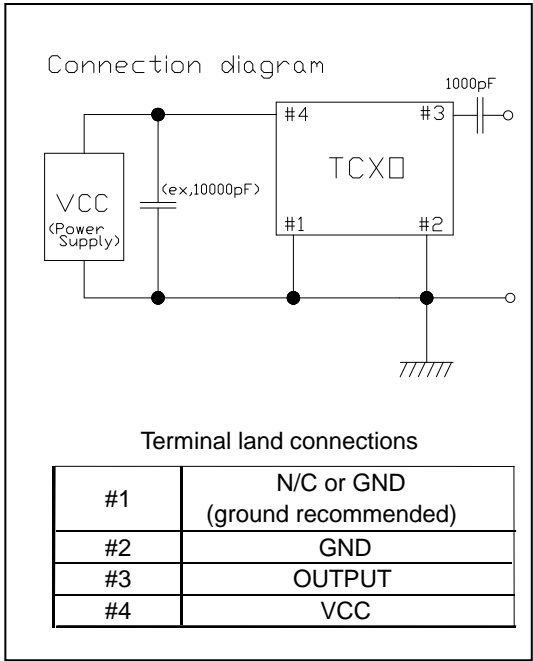 Connection diagram
1000pF
#4
#3
TCXO
(ex,10000pF)
VCC
(Power
Supply)
#1
#2
Terminal land connections
#1
N/C or GND
(ground recommended)
#2 GND
#3 OUTPUT
#4 VCC